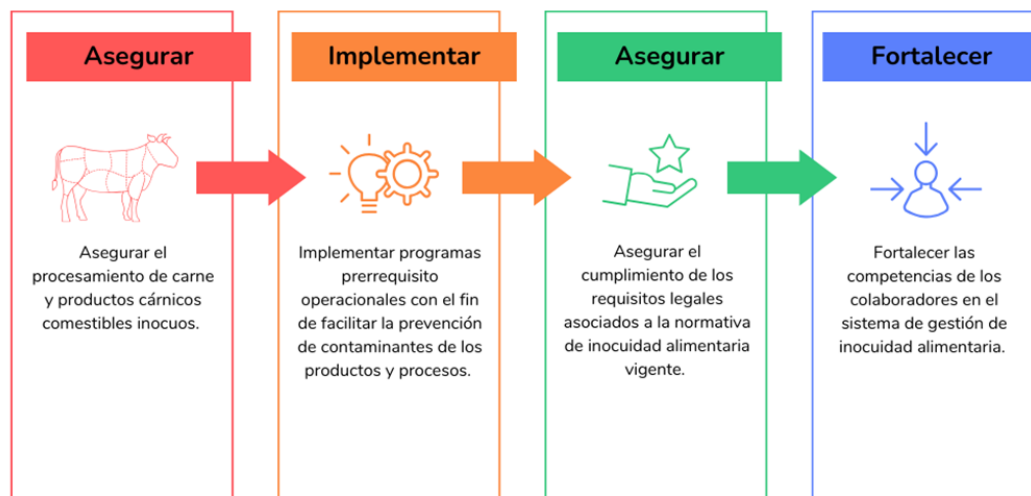 Asegurar
Asegurar el
procesamiento de carne
y productos cárnicos
comestibles inocuos.
Implementar
Implementar programas
prerrequisito
operacionales con el fin
de facilitar la prevención
de contaminantes de los
productos y procesos.
Asegurar
Asegurar el
cumplimiento de los
requisitos legales
asociados a la normativa
de inocuidad alimentaria
vigente.
Fortalecer
Fortalecer las
competencias de los
colaboradores en el
sistema de gestión de
inocuidad alimentaria.